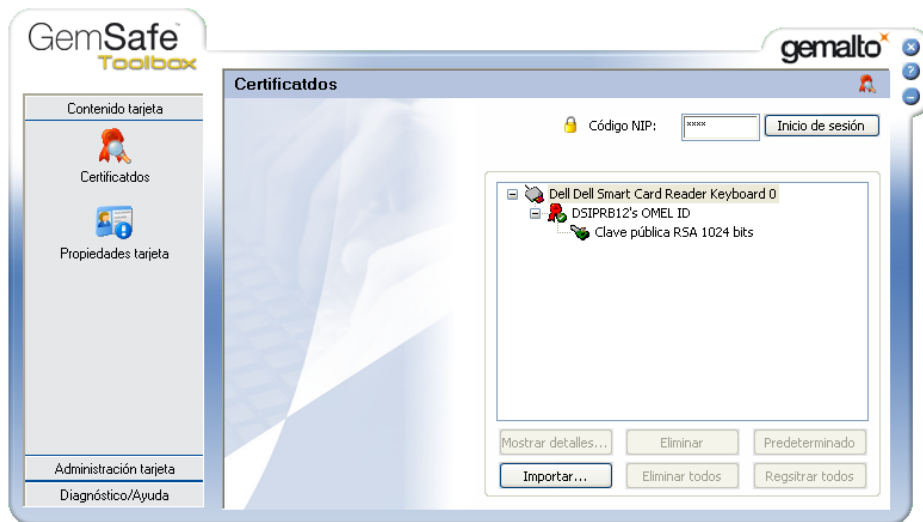 GemSafe
Toolbox
gemalto
Certificatdos
Contenido tarjeta
Certificatdos
Propiedades tarjeta
Administración tarjeta
Diagnóstico/Ayuda
Código NIP:
××××
Inicio de sesión
Dell Dell Smart Card Reader Keyboard 0
DSIPRB12's OMEL ID
Clave pública RSA 1024 bits
Mostrar detalles...
Eliminar
Predeterminado
Importar...
Eliminar todos
Regsitrar todos